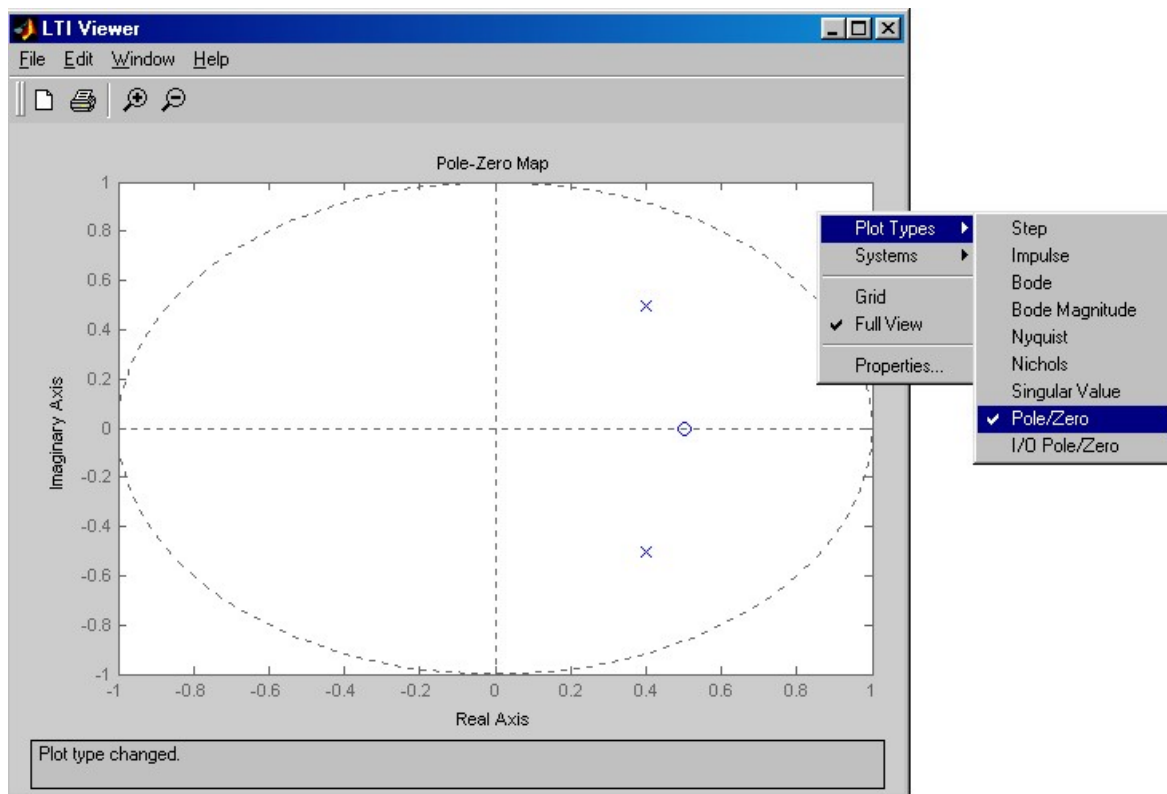 LTI Viewer
File Edit Window Help
Pole-Zero Map
1
0.8
0.6
0.4
0.2
0
-0.2
-0.4
-0.6
-0.8
-1
Imaginary Axis
-1 -0.8 -0.6 -0.4 -0.2 0 0.2 0.4 0.6 0.8 1
Real Axis
Plot type changed.
Plot Types
Systems
Grid
Full View
Properties...
Step
Impulse
Bode
Bode Magnitude
Nyquist
Nichols
Singular Value
Pole/Zero
I/O Pole/Zero